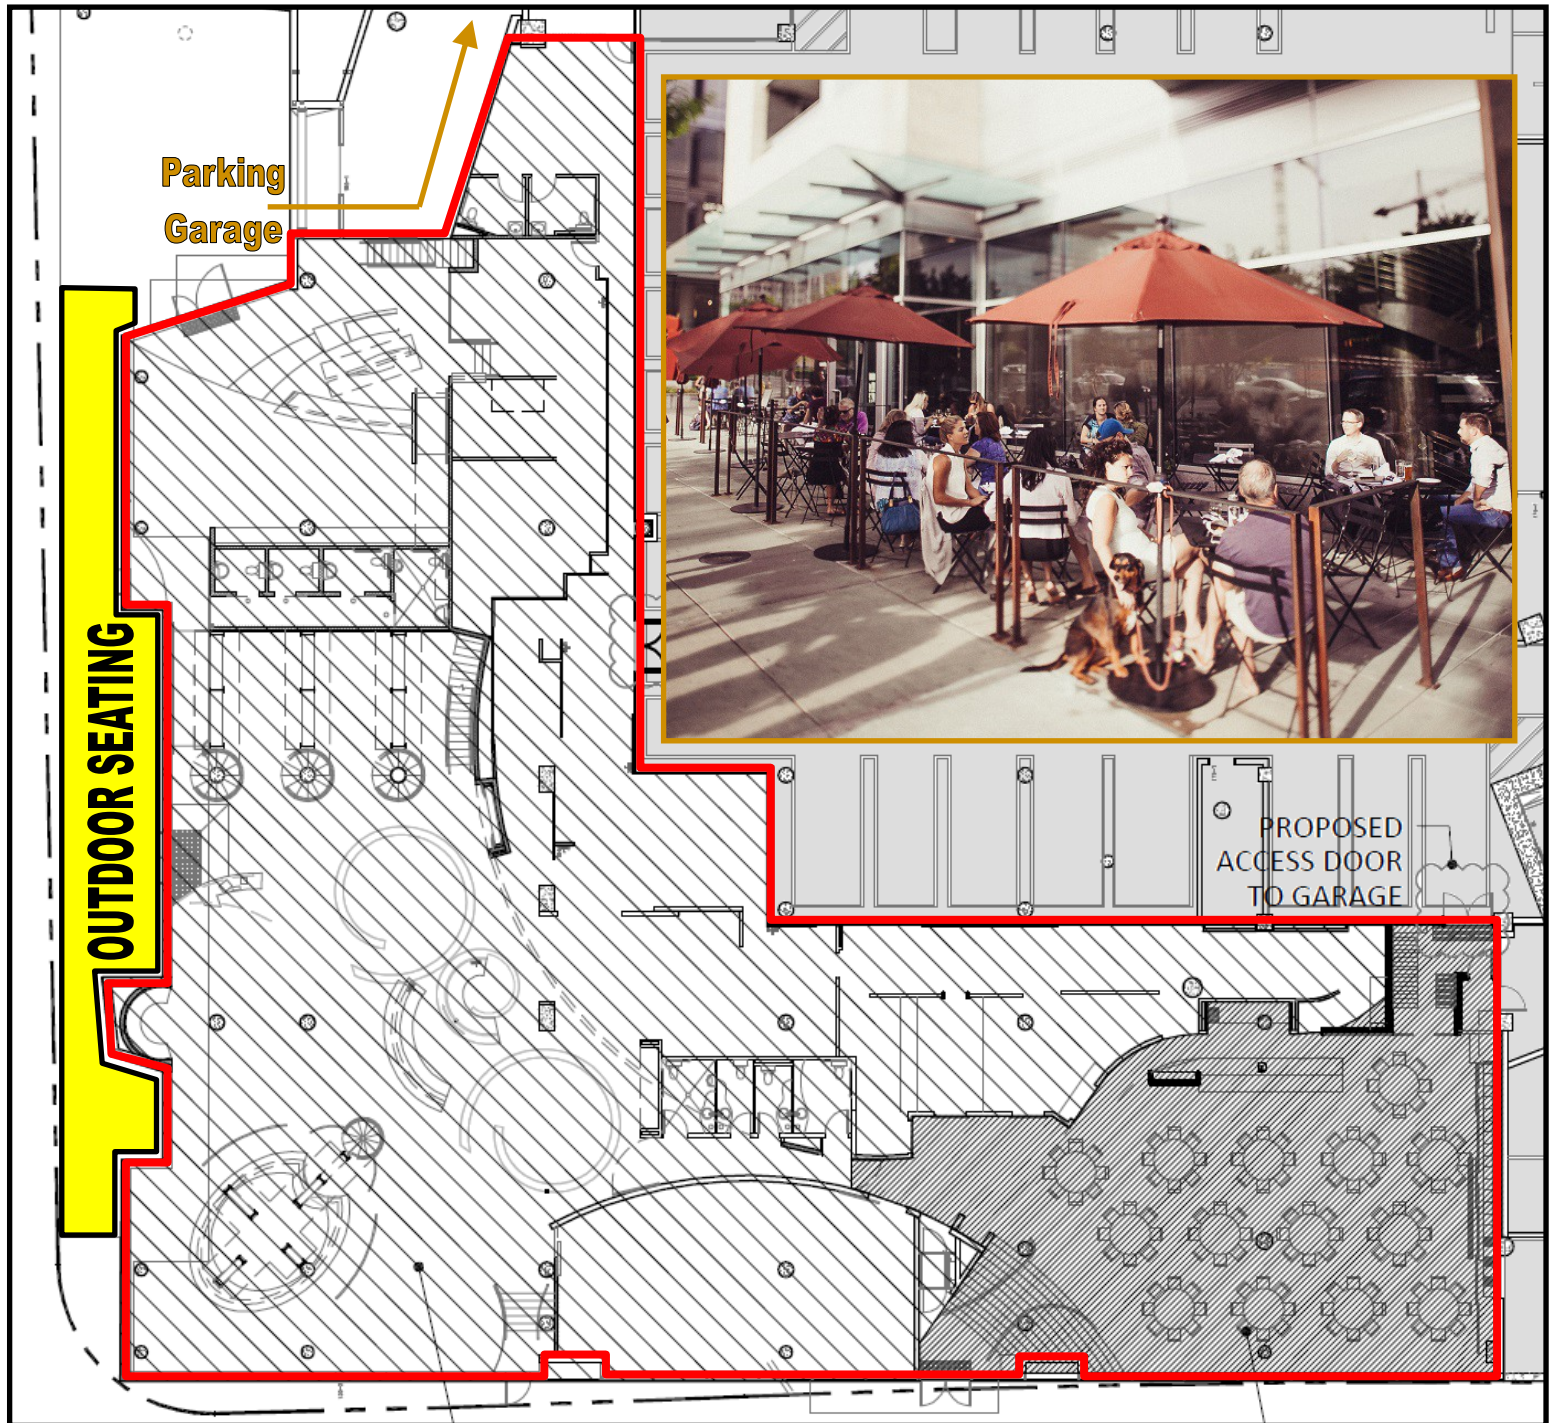 Parking
Garage
OUTDOOR SEATING
PROPOSED
ACCESS DOOR
TO GARAGE